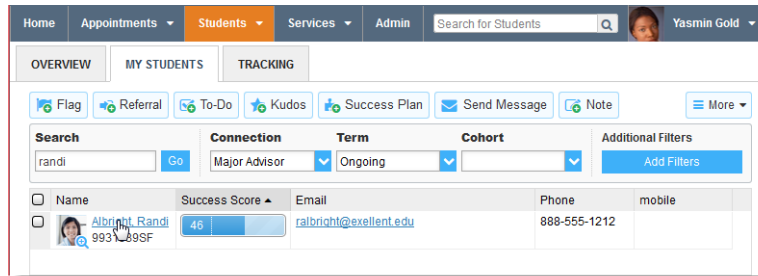 Home Appointments Students Services Admin Search for Students Yasmin Gold
OVERVIEW MY STUDENTS TRACKING
Flag Referral To-Do Kudos Success Plan Send Message Note More
Search Connection Term Cohort Additional Filters
randi Go Major Advisor Ongoing Add Filters
Name Success Score Email Phone mobile
Albright, Randi 46 ralbright@exellent.edu 888-555-1212